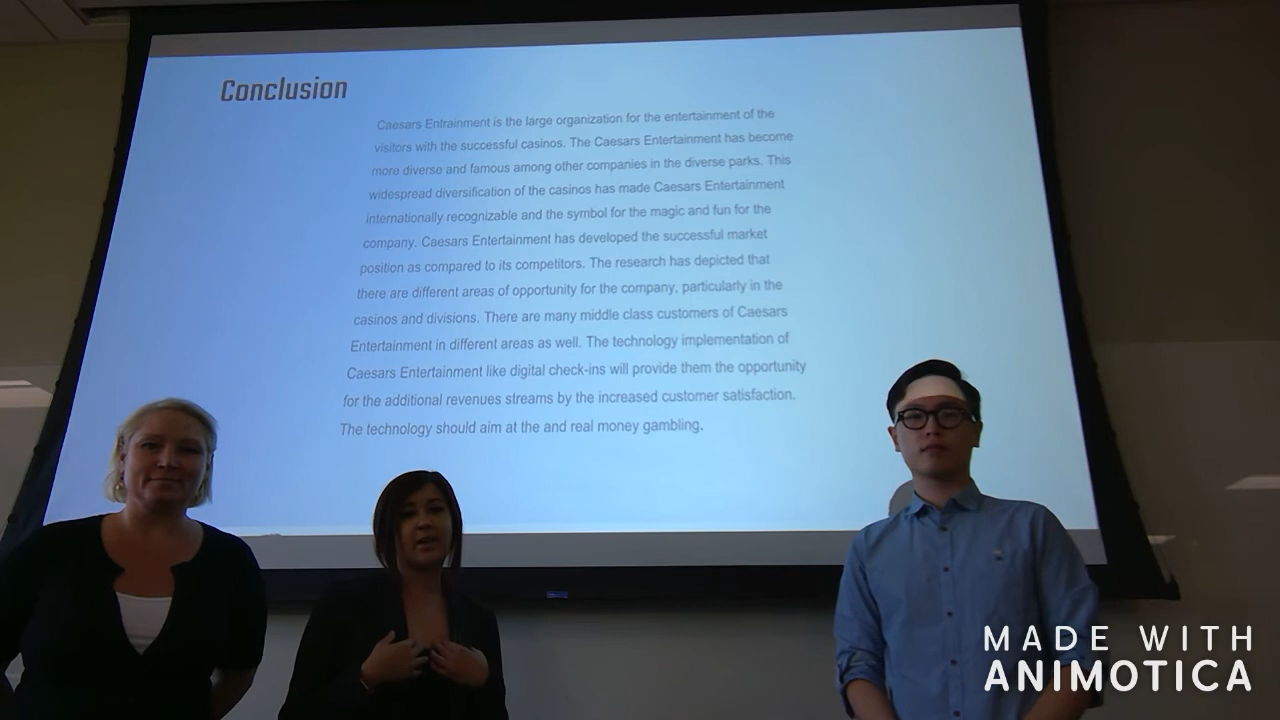 Conclusion
Caesars Entrainment is the large organization for the entertainment of the
visitors with the successful casinos. The Caesars Entertainment has become
more diverse and famous among other companies in the diverse parks. This
widespread diversification of the casinos has made Caesars Entertainment
internationally recognizable and the symbol for the magic and fun for the
company. Caesars Entertainment has developed the successful market
position as compared to its competitors. The research has depicted that
there are different areas of opportunity for the company, particularly in the
casinos and divisions. There are many middle class customers of Caesars
Entertainment in different areas as well. The technology implementation of
Caesars Entertainment like digital check-ins will provide them the opportunity
for the additional revenues streams by the increased customer satisfaction.
The technology should aim at the and real money gambling.
MADE WITH
ANIMOTICA